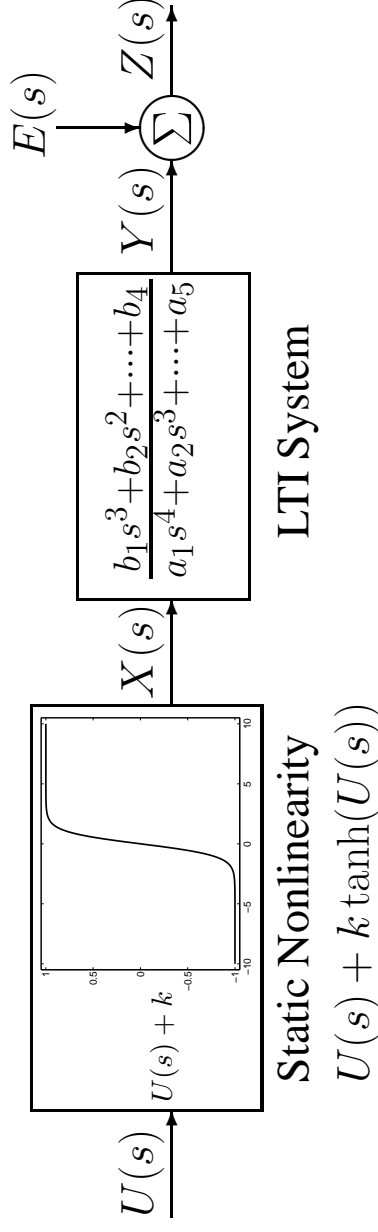 E(s)
U(s)
X(s)
Y(s)
Z(s)
Σ
U(s) + k
1
0.5
0
−0.5
−1
−10
−5
0
5
10
b₁s³+b₂s²+···+b₄
a₁s⁴+a₂s³+···+a₅
Static Nonlinearity
U(s) + k tanh(U(s))
LTI System